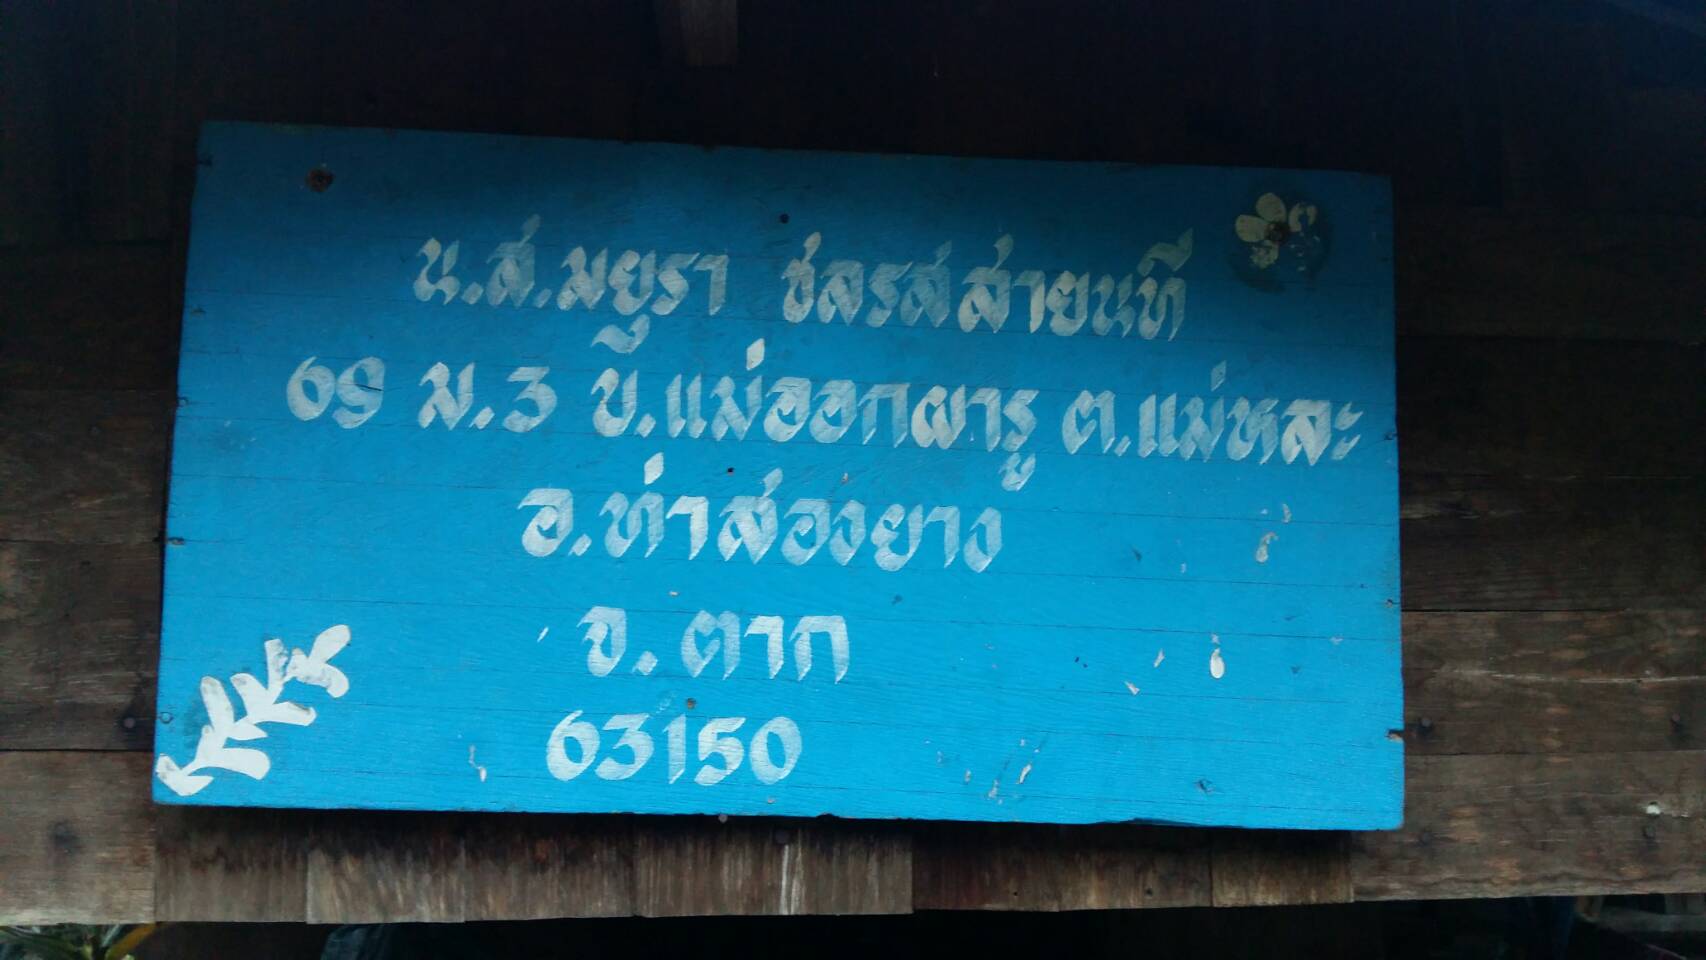 น.ส.มยุรา ชลรสสายนที
69 ม.3 บ.แม่ออกผารู ต.แม่หละ
อ.ท่าสองยาง
จ.ตาก
63150